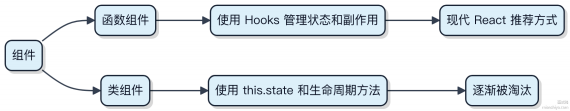 组件
函数组件
使用 Hooks 管理状态和副作用
现代 React 推荐方式
类组件
使用 this.state 和生命周期方法
逐渐被淘汰